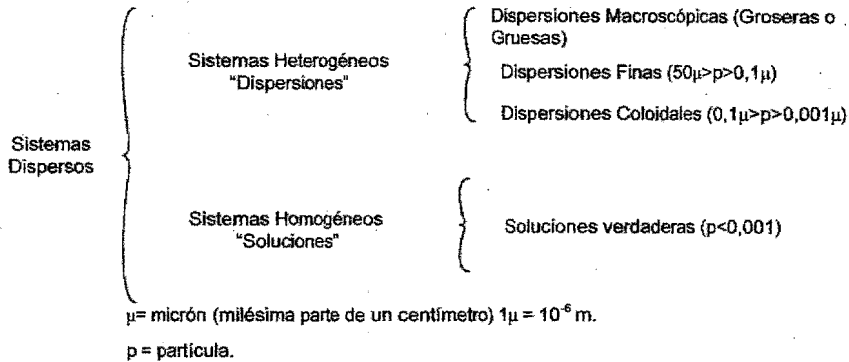 Dispersiones Macroscópicas (Groseras o
Gruesas)
Sistemas Heterogéneos
"Dispersiones"
Dispersiones Finas (50μ>p>0,1μ)
Dispersiones Coloidales (0,1μ>p>0,001μ)
Sistemas
Dispersos
Sistemas Homogéneos
"Soluciones"
Soluciones verdaderas (p<0,001)
μ= micrón (milésima parte de un centímetro) 1μ = 10⁻⁶ m.
p = partícula.